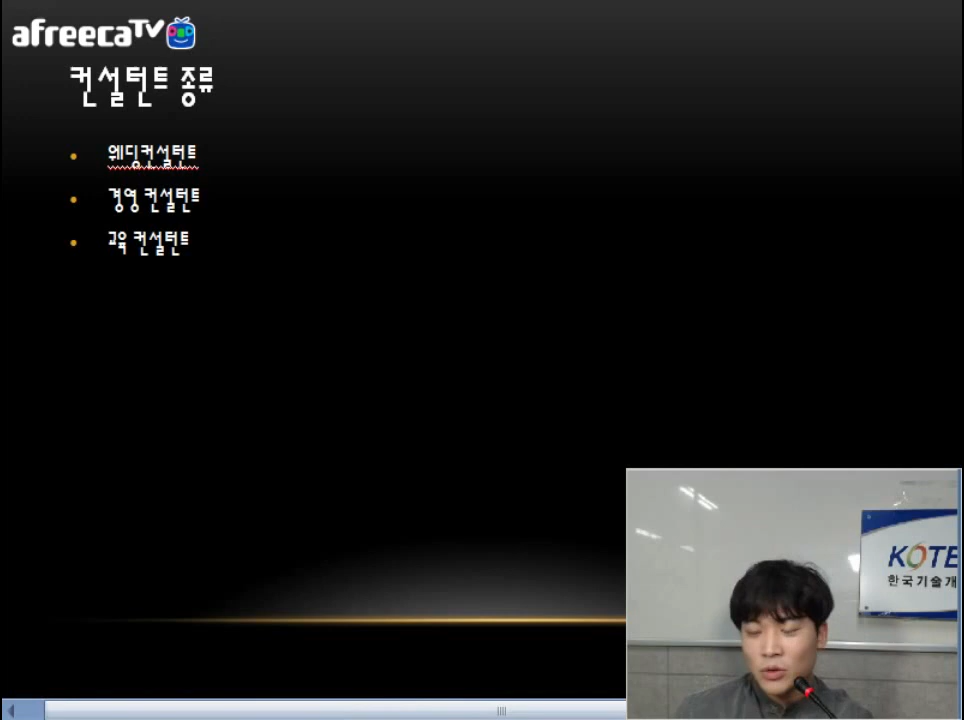 afreecaTV
컨설턴트 종류
웨딩컨설턴트
경영 컨설턴트
교육 컨설턴트
KOTE
한국기술개